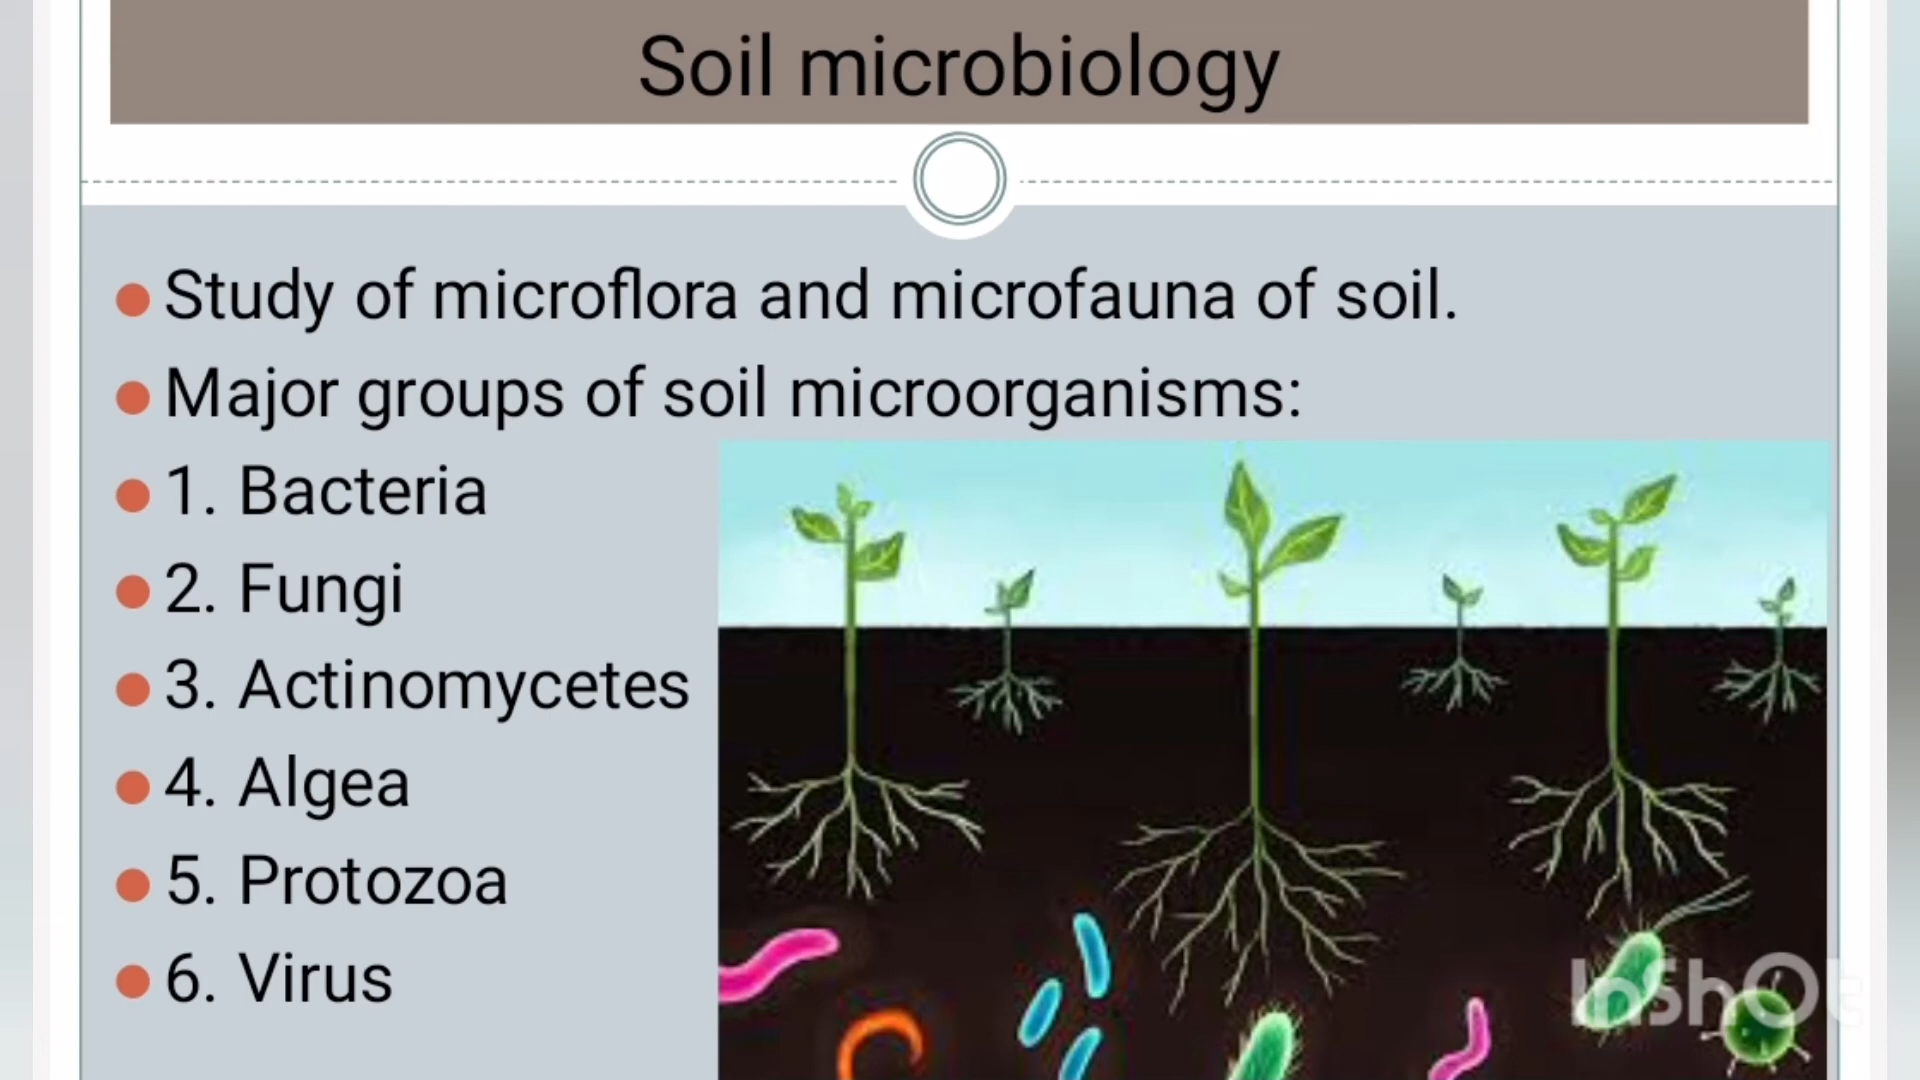 Soil microbiology
Study of microflora and microfauna of soil.
Major groups of soil microorganisms:
1. Bacteria
2. Fungi
3. Actinomycetes
4. Algea
5. Protozoa
6. Virus
InShOt